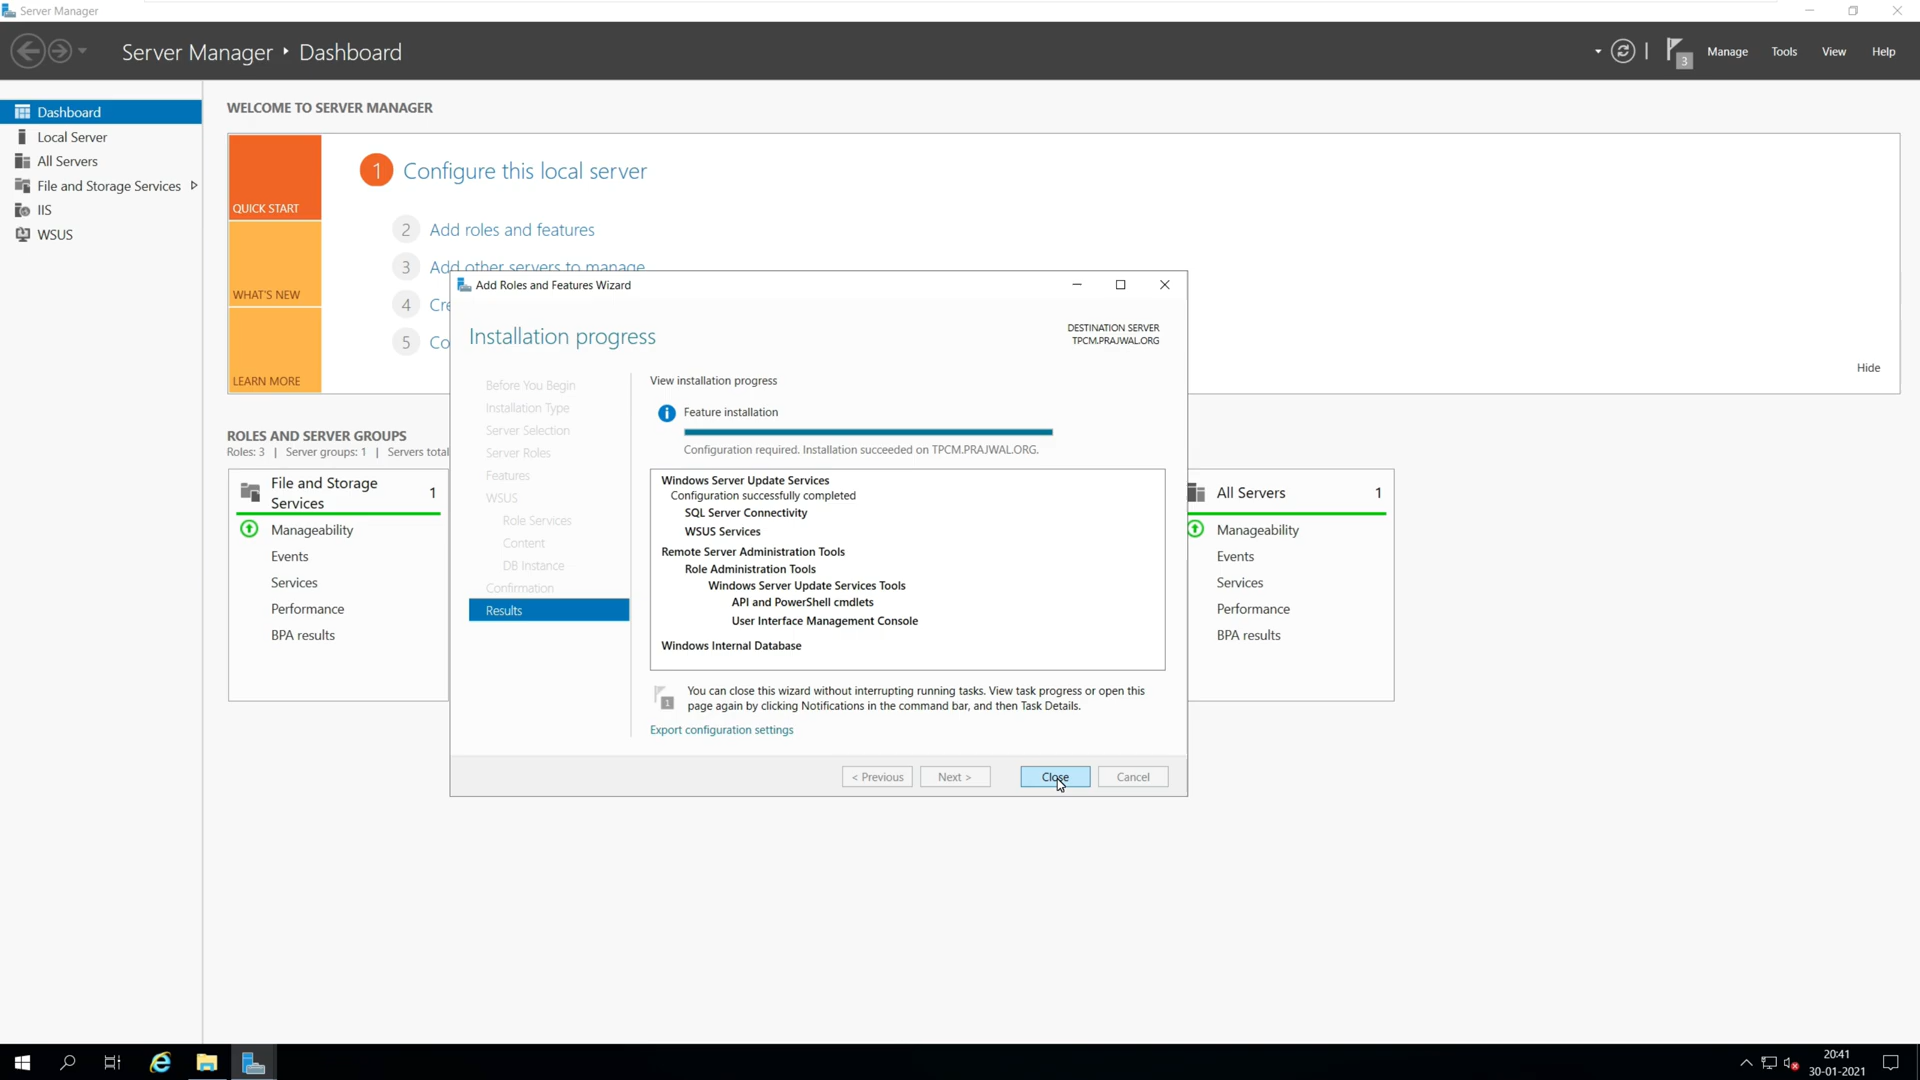 Server Manager
Server Manager ‣ Dashboard
3
Manage
Tools
View
Help
Dashboard
Local Server
All Servers
File and Storage Services
IIS
WSUS
WELCOME TO SERVER MANAGER
QUICK START
WHAT'S NEW
LEARN MORE
1 Configure this local server
2 Add roles and features
3 Add other servers to manage
4 Cre
5 Co
Hide
ROLES AND SERVER GROUPS
Roles: 3 | Server groups: 1 | Servers total
File and Storage
Services
1
Manageability
Events
Services
Performance
BPA results
All Servers 1
Manageability
Events
Services
Performance
BPA results
Add Roles and Features Wizard
Installation progress
DESTINATION SERVER
TPCM.PRAJWAL.ORG
Before You Begin
Installation Type
Server Selection
Server Roles
Features
WSUS
Role Services
Content
DB Instance
Confirmation
Results
View installation progress
Feature installation
Configuration required. Installation succeeded on TPCM.PRAJWAL.ORG.
Windows Server Update Services
Configuration successfully completed
SQL Server Connectivity
WSUS Services
Remote Server Administration Tools
Role Administration Tools
Windows Server Update Services Tools
API and PowerShell cmdlets
User Interface Management Console
Windows Internal Database
1
You can close this wizard without interrupting running tasks. View task progress or open this
page again by clicking Notifications in the command bar, and then Task Details.
Export configuration settings
< Previous
Next >
Close
Cancel
20:41
30-01-2021